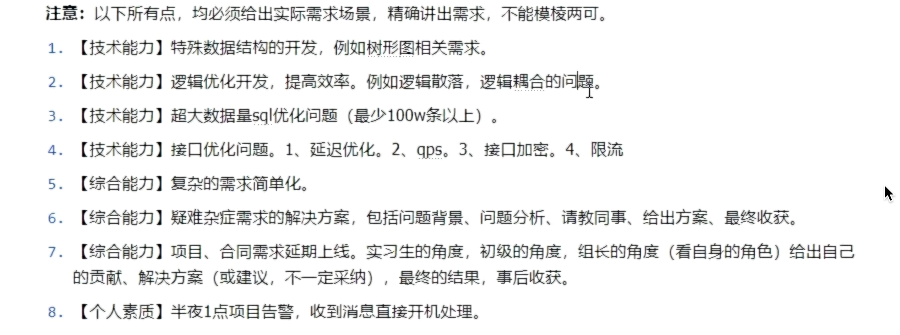 注意：以下所有点，均必须给出实际需求场景，精确讲出需求，不能模棱两可。
1. 【技术能力】特殊数据结构的开发，例如树形图相关需求。
2. 【技术能力】逻辑优化开发，提高效率。例如逻辑散落，逻辑耦合的问题。
3. 【技术能力】超大数据量sql优化问题（最少100w条以上）。
4. 【技术能力】接口优化问题。1、延迟优化。2、qps。3、接口加密。4、限流
5. 【综合能力】复杂的需求简单化。
6. 【综合能力】疑难杂症需求的解决方案，包括问题背景、问题分析、请教同事、给出方案、最终收获。
7. 【综合能力】项目、合同需求延期上线。实习生的角度，初级的角度，组长的角度（看自身的角色）给出自己
的贡献、解决方案（或建议，不一定采纳），最终的结果，事后收获。
8. 【个人素质】半夜1点项目告警，收到消息直接开机处理。